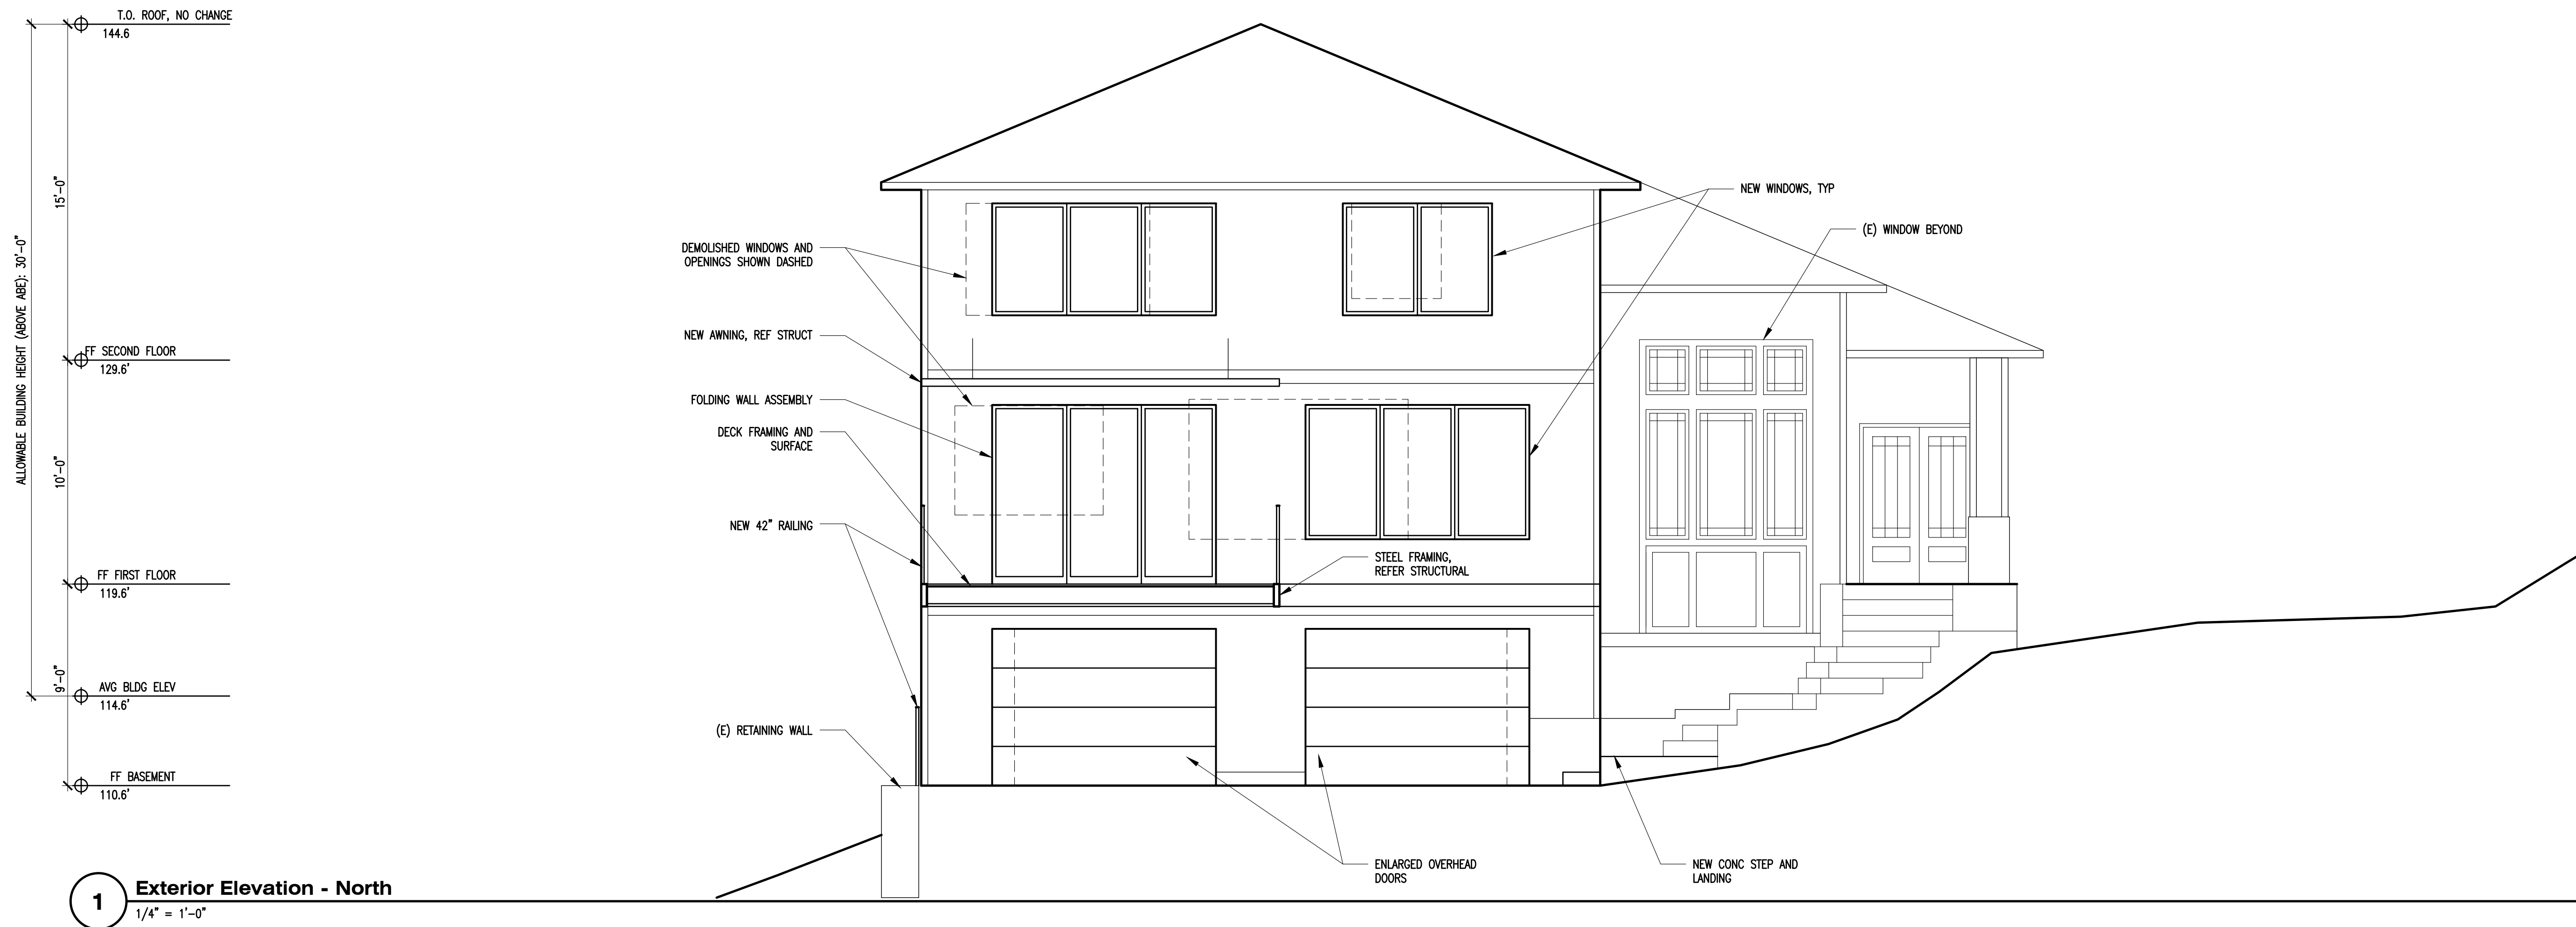 T.O. ROOF, NO CHANGE
144.6
15'-0"
ALLOWABLE BUILDING HEIGHT (ABOVE ABE): 30'-0"
FF SECOND FLOOR
129.6'
10'-0"
FF FIRST FLOOR
119.6'
9'-0"
AVG BLDG ELEV
114.6'
FF BASEMENT
110.6'
DEMOLISHED WINDOWS AND
OPENINGS SHOWN DASHED
NEW AWNING, REF STRUCT
FOLDING WALL ASSEMBLY
DECK FRAMING AND
SURFACE
NEW 42" RAILING
(E) RETAINING WALL
NEW WINDOWS, TYP
(E) WINDOW BEYOND
STEEL FRAMING,
REFER STRUCTURAL
ENLARGED OVERHEAD
DOORS
NEW CONC STEP AND
LANDING
1
Exterior Elevation - North
1/4" = 1'-0"